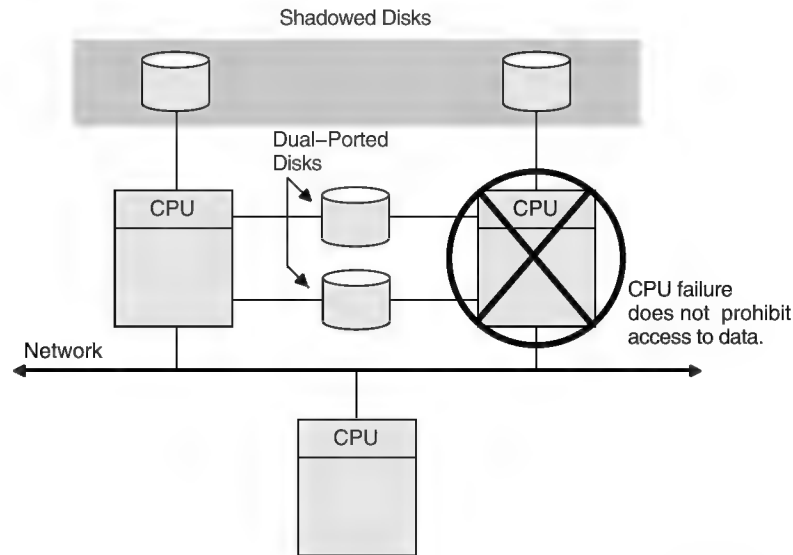 Shadowed Disks
Dual–Ported
Disks
CPU
CPU
CPU failure
does not prohibit
access to data.
Network
CPU